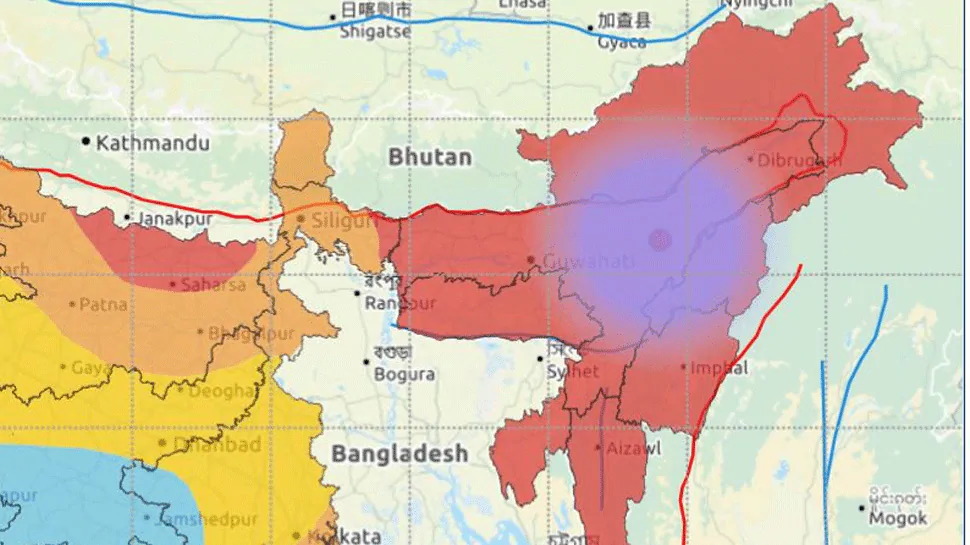 Lhasa
Nyingchi
日喀则市
Shigatse
加查县
Gyaca
Kathmandu
Bhutan
Dibrugarh
Janakpur
Siliguri
Guwahati
Saharsa
Patna
Rangpur
Bhagalpur
বগুড়া
Bogura
Sylhet
Imphal
Gaya
Deoghar
Dhanbad
Bangladesh
Aizawl
Jamshedpur
Mogok
Kolkata